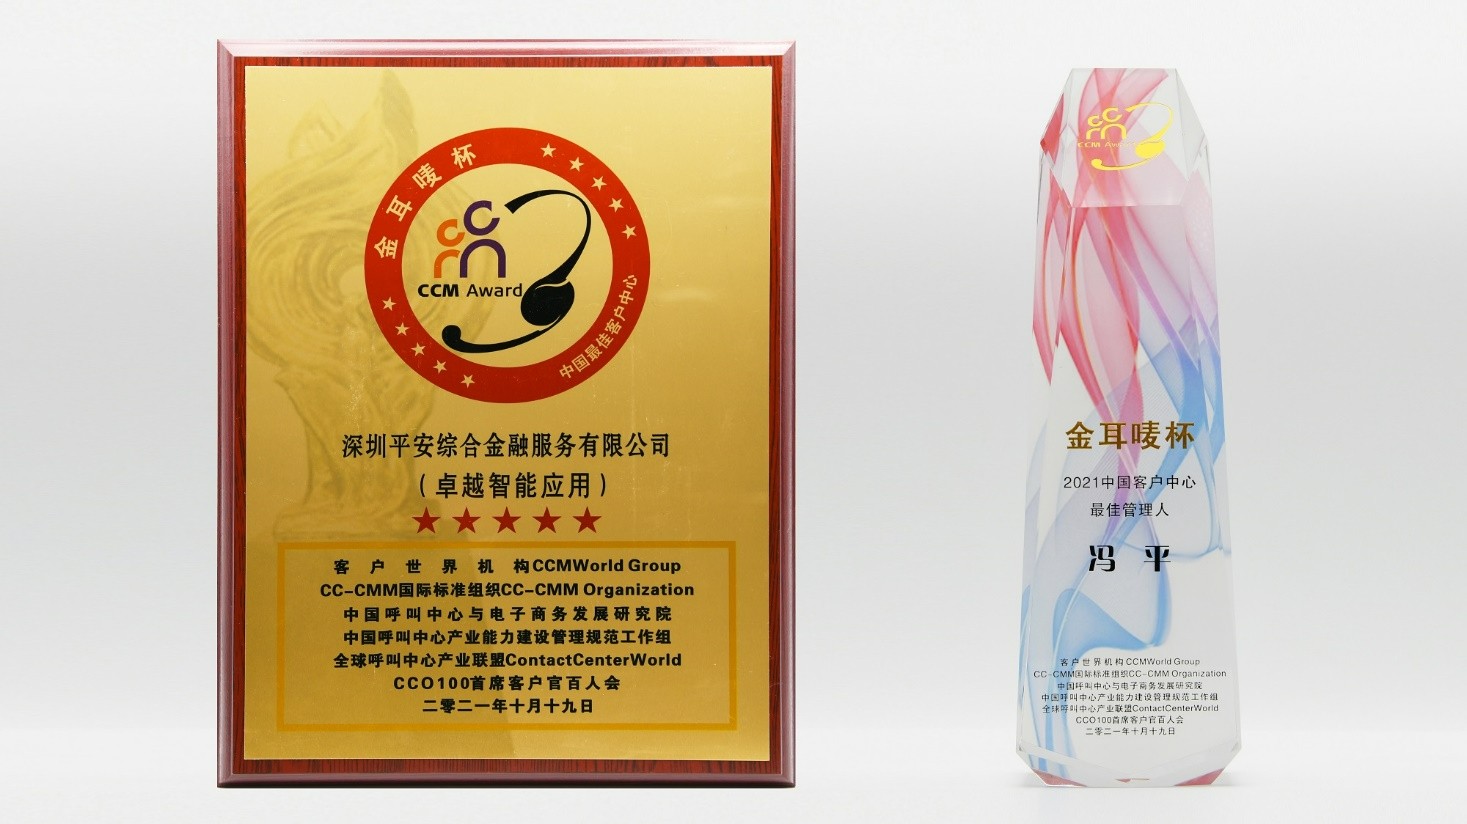 金耳唛杯
CCM Award
中国最佳客户中心
深圳平安综合金融服务有限公司
（卓越智能应用）
客户世界机构CCMWorld Group
CC-CMM国际标准组织CC-CMM Organization
中国呼叫中心与电子商务发展研究院
中国呼叫中心产业能力建设管理规范工作组
全球呼叫中心产业联盟ContactCenterWorld
CCO100首席客户官百人会
二零二一年十月十九日
CCM Award
金耳唛杯
2021中国客户中心
最佳管理人
冯平
客户世界机构CCMWorld Group
CC-CMM国际标准组织CC-CMM Organization
中国呼叫中心与电子商务发展研究院
中国呼叫中心产业能力建设管理规范工作组
全球呼叫中心产业联盟ContactCenterWorld
CCO100首席客户官百人会
二零二一年十月十九日